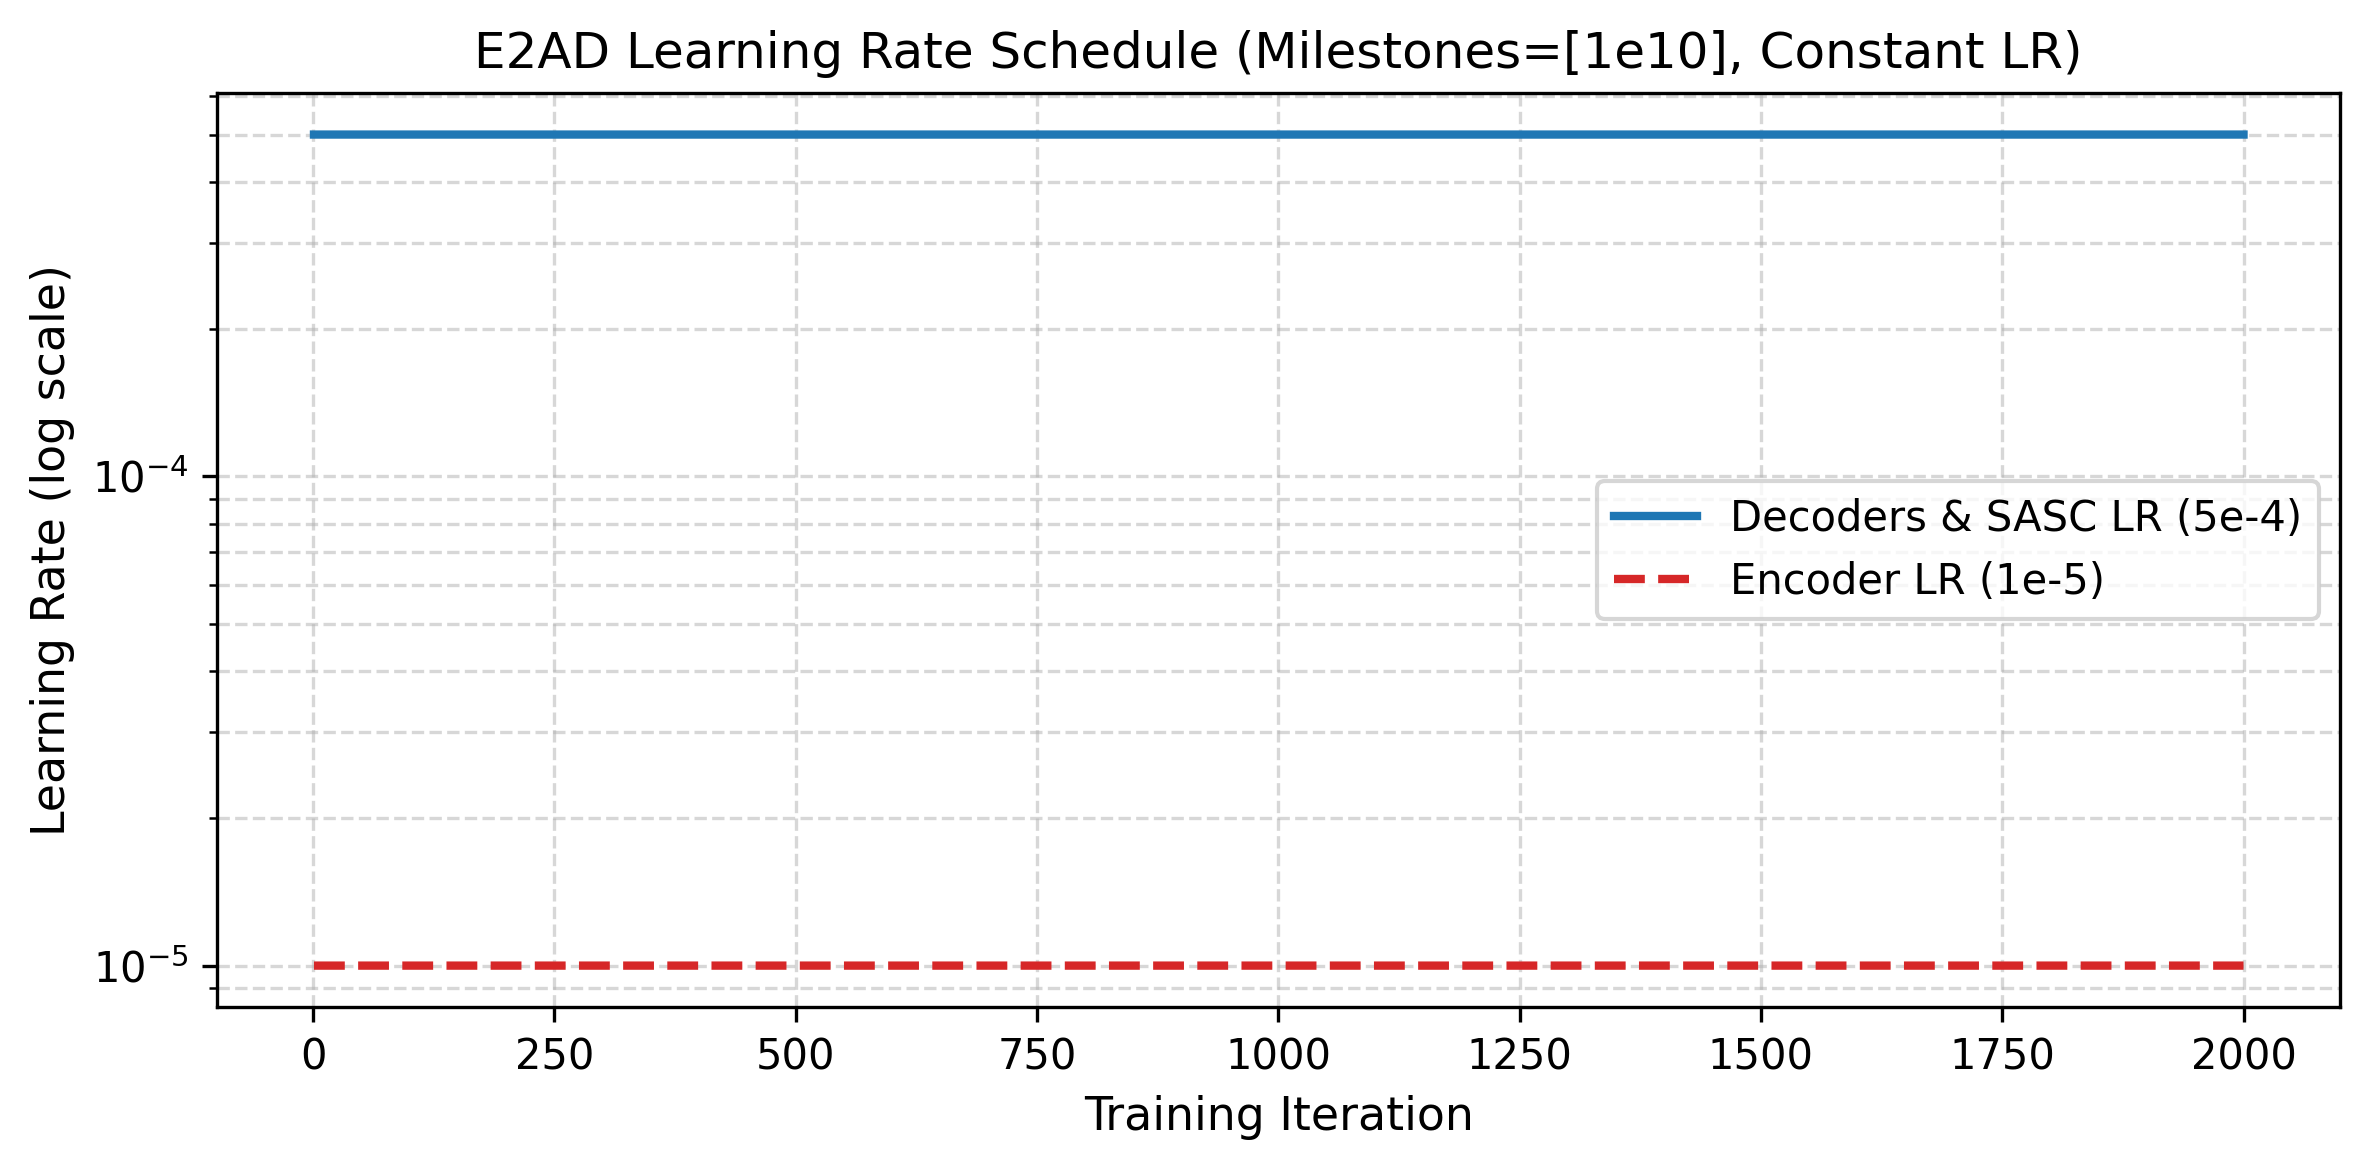 E2AD Learning Rate Schedule (Milestones=[1e10], Constant LR)
Learning Rate (log scale)
10⁻⁴
10⁻⁵
Decoders & SASC LR (5e-4)
Encoder LR (1e-5)
0 250 500 750 1000 1250 1500 1750 2000
Training Iteration